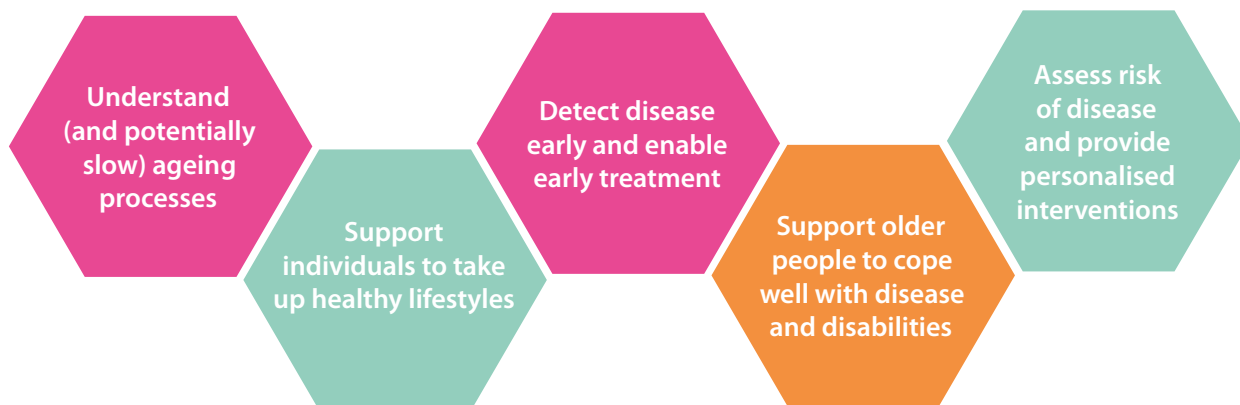 Understand
(and potentially
slow) ageing
processes
Support
individuals to take
up healthy lifestyles
Detect disease
early and enable
early treatment
Support older
people to cope
well with disease
and disabilities
Assess risk
of disease
and provide
personalised
interventions